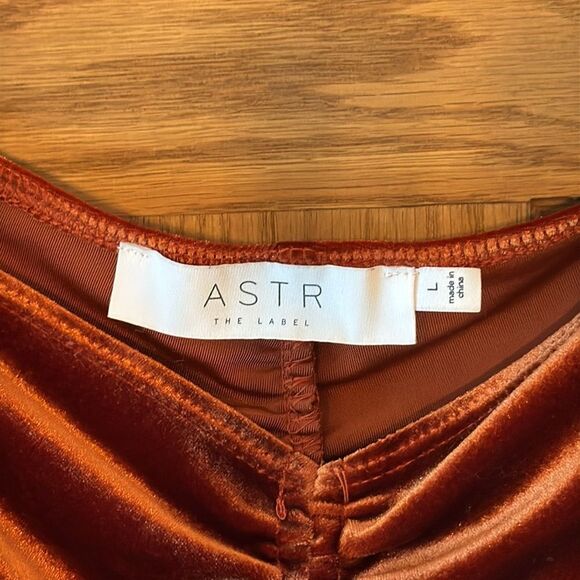 ASTR
THE LABEL
L
made in
china